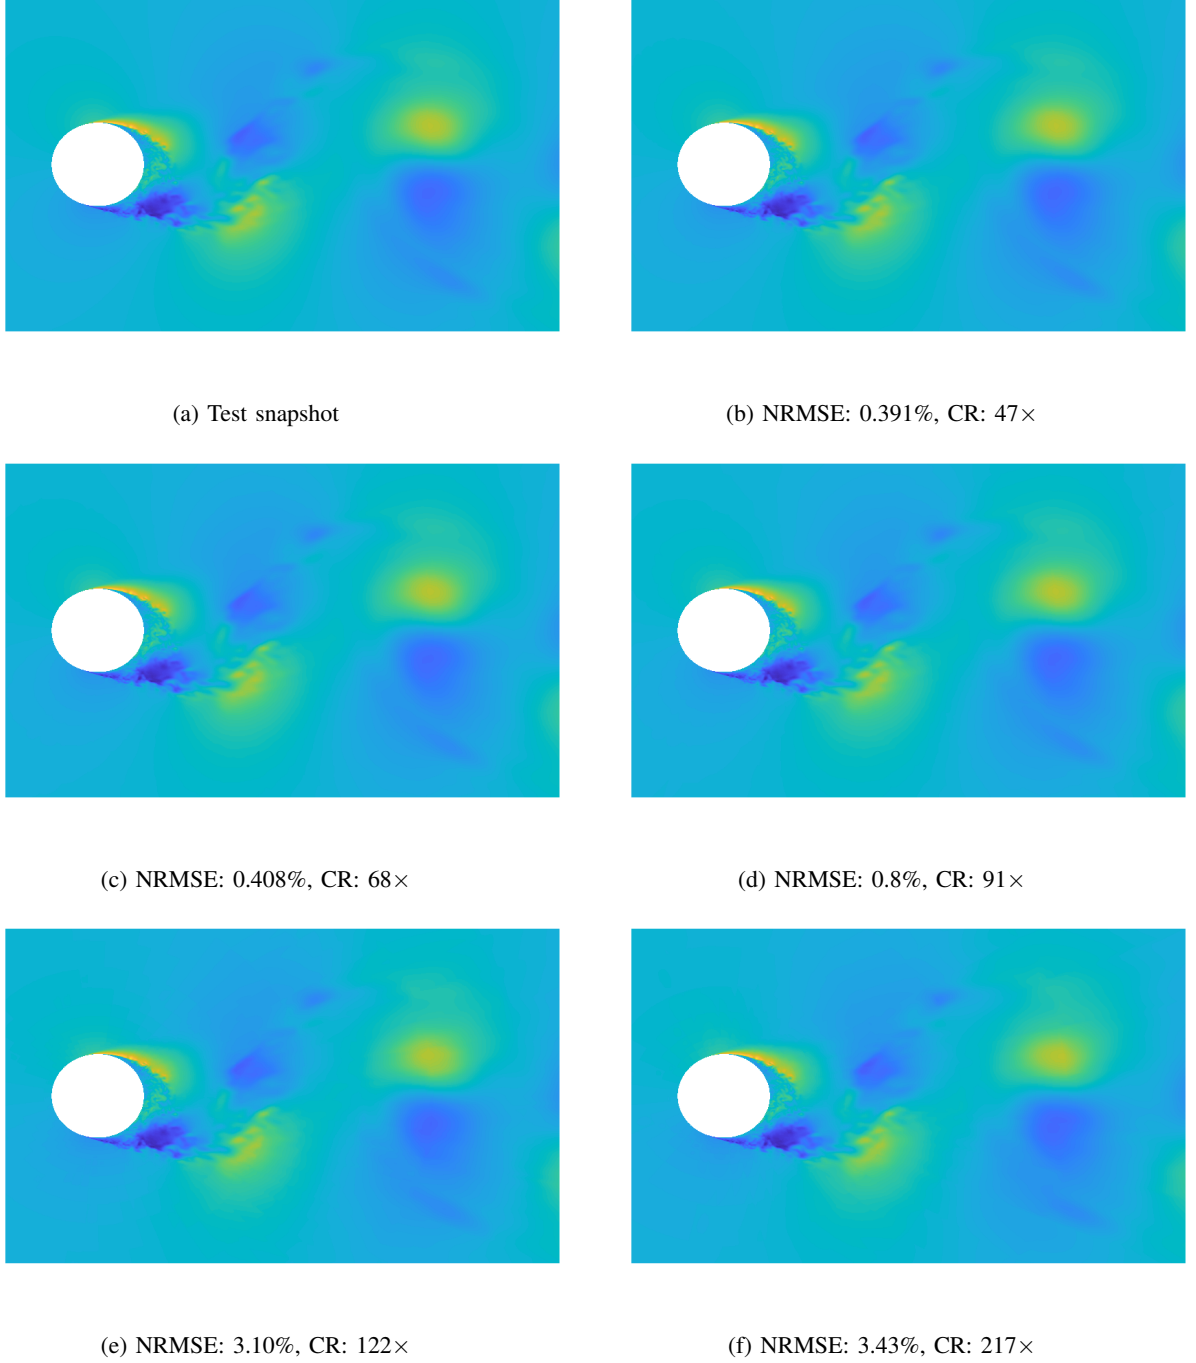 (a) Test snapshot
(b) NRMSE: 0.391%, CR: 47×
(c) NRMSE: 0.408%, CR: 68×
(d) NRMSE: 0.8%, CR: 91×
(e) NRMSE: 3.10%, CR: 122×
(f) NRMSE: 3.43%, CR: 217×